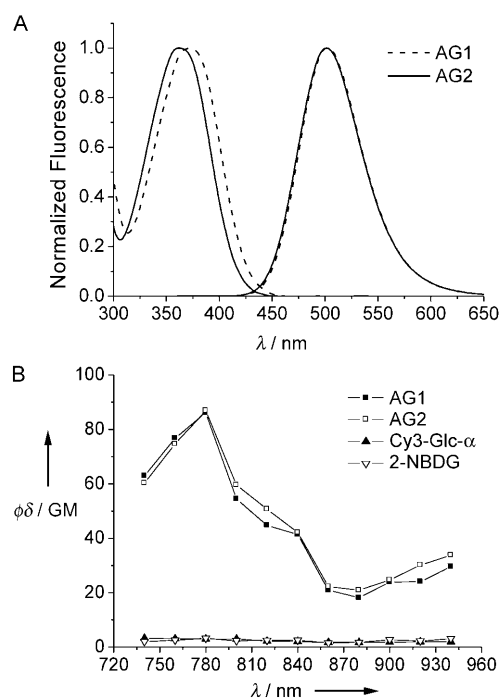 A
Normalized Fluorescence
1.0
0.8
0.6
0.4
0.2
0.0
AG1
AG2
300 350 400 450 500 550 600 650
λ / nm
B
ϕδ / GM
100
80
60
40
20
0
AG1
AG2
Cy3-Glc-α
2-NBDG
720 750 780 810 840 870 900 930 960
λ / nm